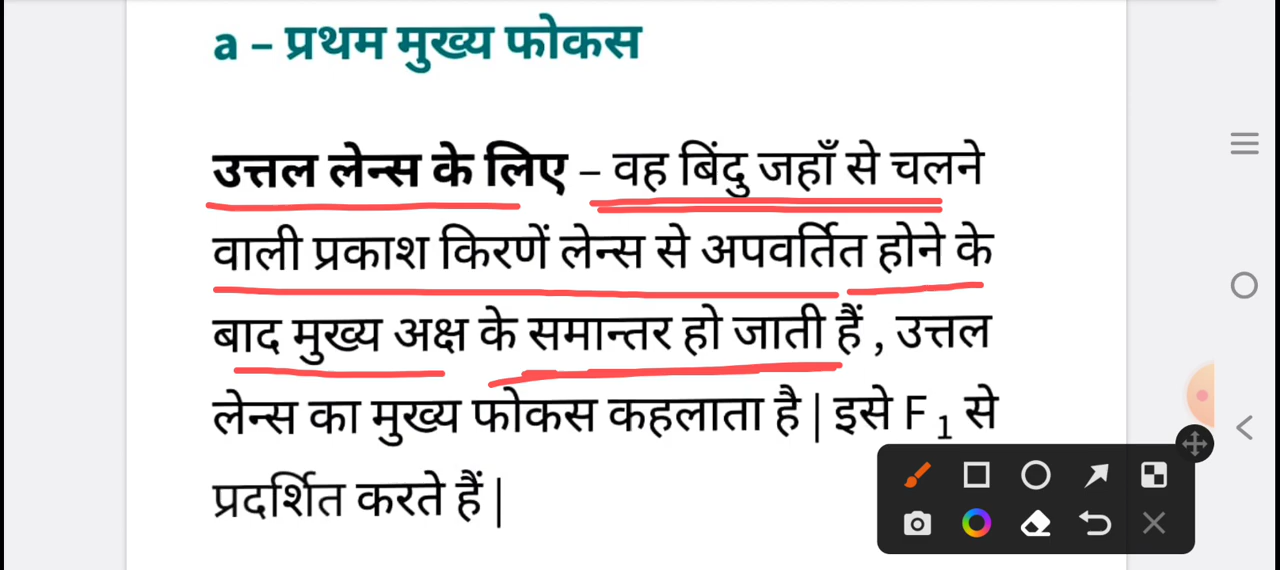 a – प्रथम मुख्य फोकस
उत्तल लेन्स के लिए – वह बिंदु जहाँ से चलने
वाली प्रकाश किरणें लेन्स से अपवर्तित होने के
बाद मुख्य अक्ष के समान्तर हो जाती हैं , उत्तल
लेन्स का मुख्य फोकस कहलाता है | इसे F 1 से
प्रदर्शित करते हैं |